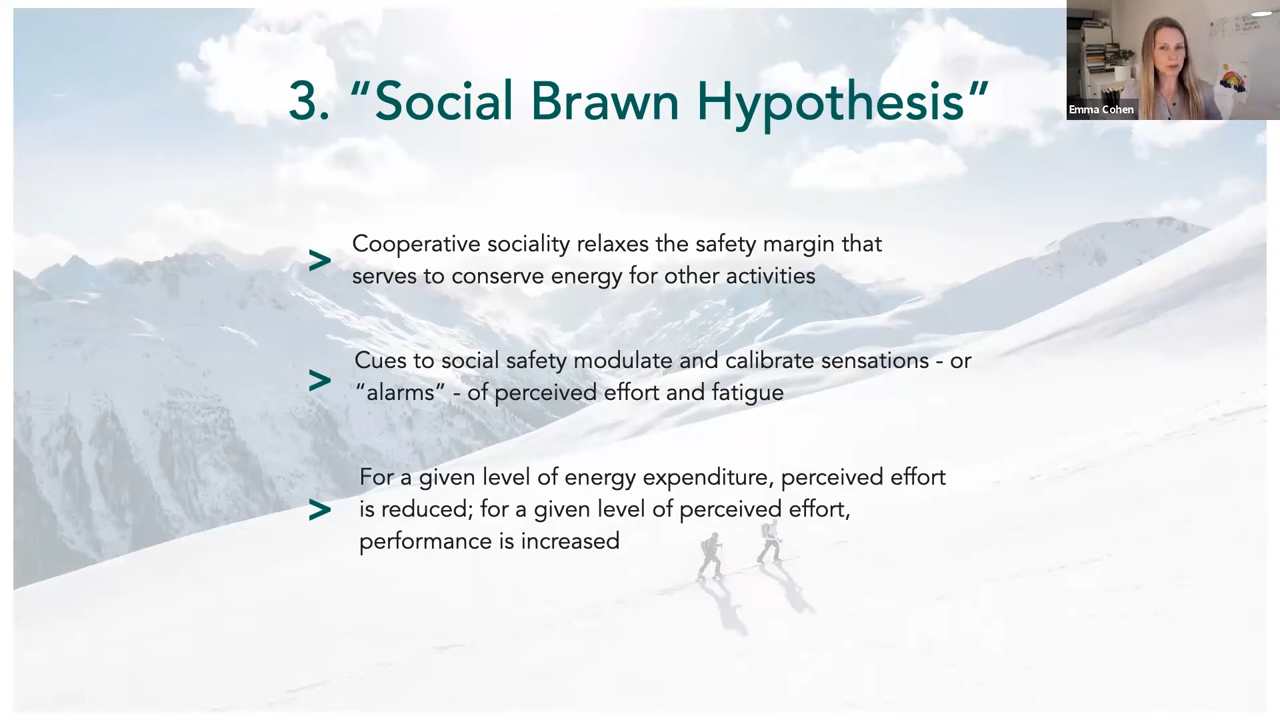 3. “Social Brawn Hypothesis”
Emma Cohen
> Cooperative sociality relaxes the safety margin that
serves to conserve energy for other activities
> Cues to social safety modulate and calibrate sensations - or
“alarms” - of perceived effort and fatigue
> For a given level of energy expenditure, perceived effort
is reduced; for a given level of perceived effort,
performance is increased